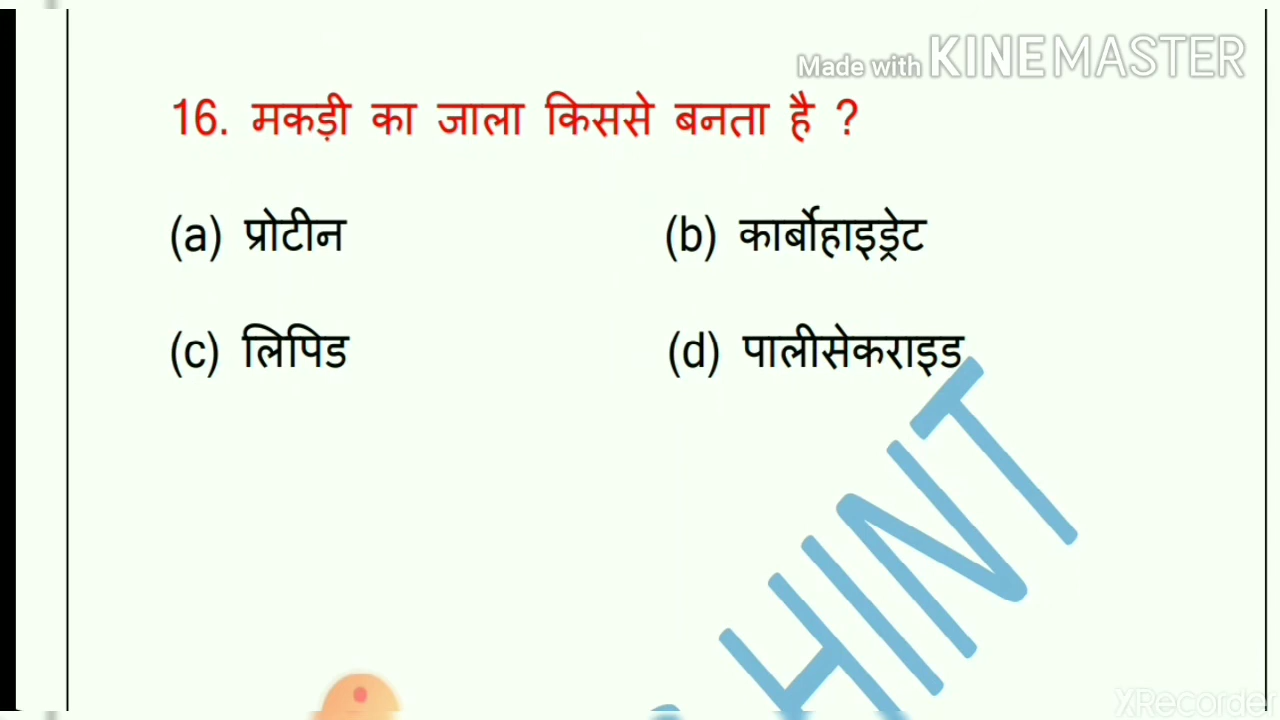 Made with KINEMASTER
16. मकड़ी का जाला किससे बनता है ?
(a) प्रोटीन (b) कार्बोहाइड्रेट
(c) लिपिड (d) पालीसेकराइड
HINT
XRecorder